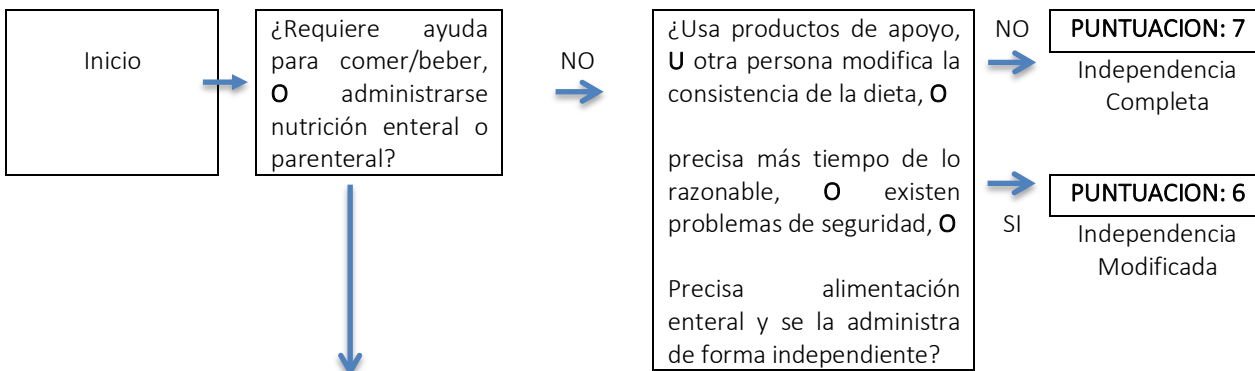 Inicio
¿Requiere ayuda
para comer/beber,
O administrarse
nutrición enteral o
parenteral?
NO
¿Usa productos de apoyo,
U otra persona modifica la
consistencia de la dieta, O
precisa más tiempo de lo
razonable, O existen
problemas de seguridad, O
Precisa alimentación
enteral y se la administra
de forma independiente?
NO
PUNTUACION: 7
Independencia
Completa
SI
PUNTUACION: 6
Independencia
Modificada